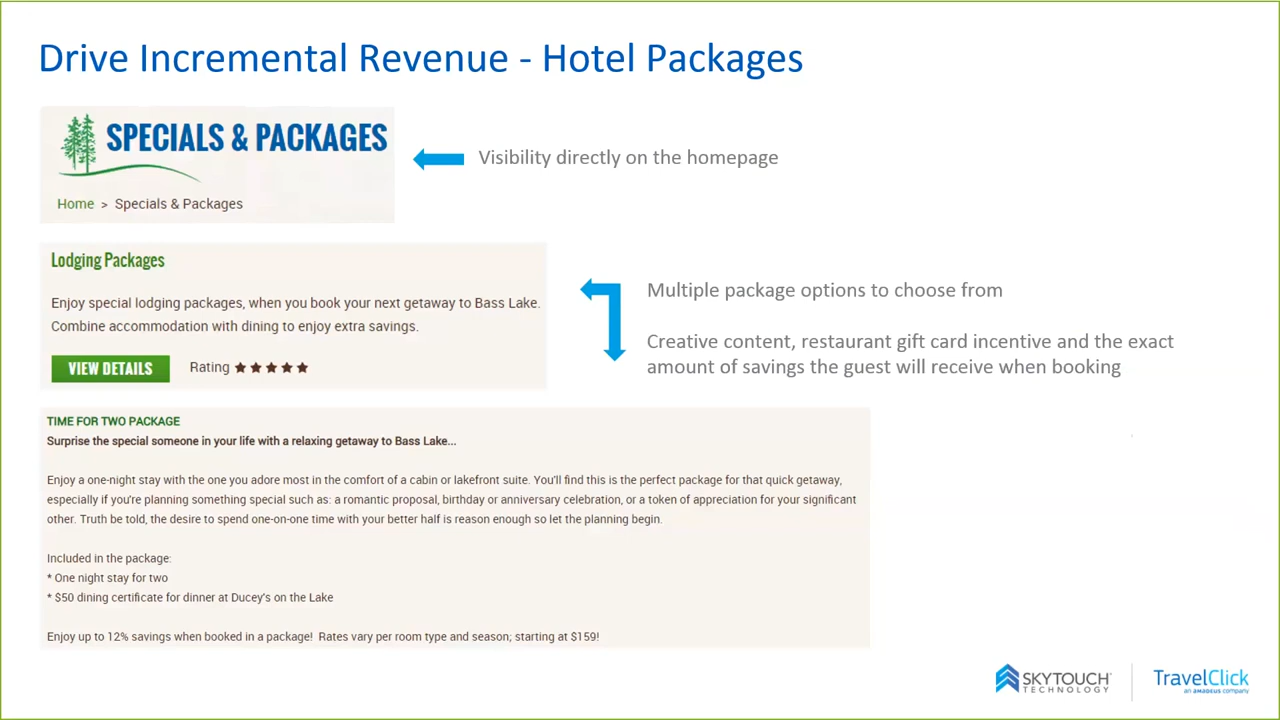 Drive Incremental Revenue - Hotel Packages
SPECIALS & PACKAGES
Home > Specials & Packages
Visibility directly on the homepage
Lodging Packages
Enjoy special lodging packages, when you book your next getaway to Bass Lake.
Combine accommodation with dining to enjoy extra savings.
VIEW DETAILS
Rating ★★★★★
Multiple package options to choose from
Creative content, restaurant gift card incentive and the exact
amount of savings the guest will receive when booking
TIME FOR TWO PACKAGE
Surprise the special someone in your life with a relaxing getaway to Bass Lake...
Enjoy a one-night stay with the one you adore most in the comfort of a cabin or lakefront suite. You'll find this is the perfect package for that quick getaway,
especially if you're planning something special such as: a romantic proposal, birthday or anniversary celebration, or a token of appreciation for your significant
other. Truth be told, the desire to spend one-on-one time with your better half is reason enough so let the planning begin.
Included in the package:
* One night stay for two
* $50 dining certificate for dinner at Ducey's on the Lake
Enjoy up to 12% savings when booked in a package! Rates vary per room type and season; starting at $159!
SKYTOUCH
TECHNOLOGY
TravelClick
an AMADEUS company